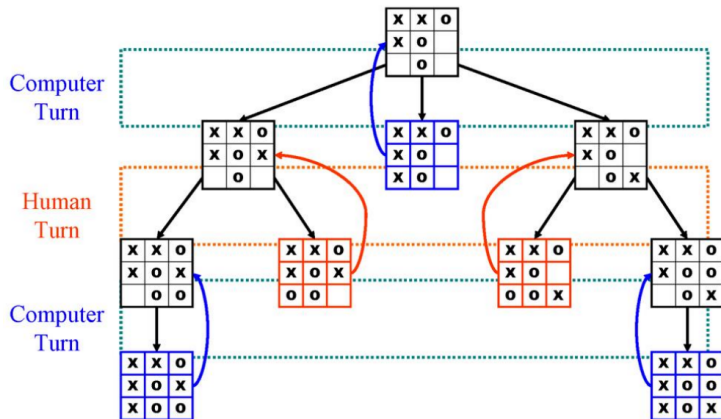 X X O
X O
O
Computer
Turn
X X O
X O X
O
X X O
X O
X O
X X O
X O
O X
Human
Turn
X X O
X O X
O O
X X O
X O X
O O
X X O
X O
O O X
X X O
X O O
O X
Computer
Turn
X X O
X O X
X O O
X X O
X O O
X O X